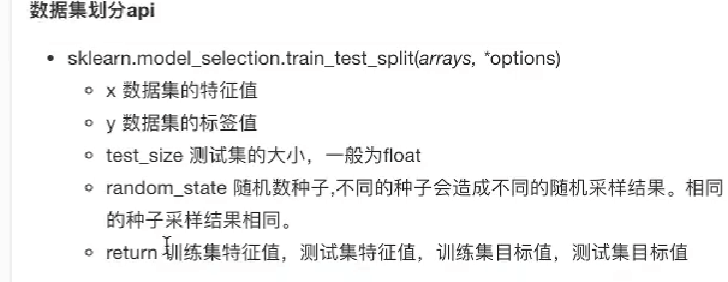 数据集划分api
sklearn.model_selection.train_test_split(arrays, *options)
x 数据集的特征值
y 数据集的标签值
test_size 测试集的大小，一般为float
random_state 随机数种子,不同的种子会造成不同的随机采样结果。相同
的种子采样结果相同。
return 训练集特征值，测试集特征值，训练集目标值，测试集目标值